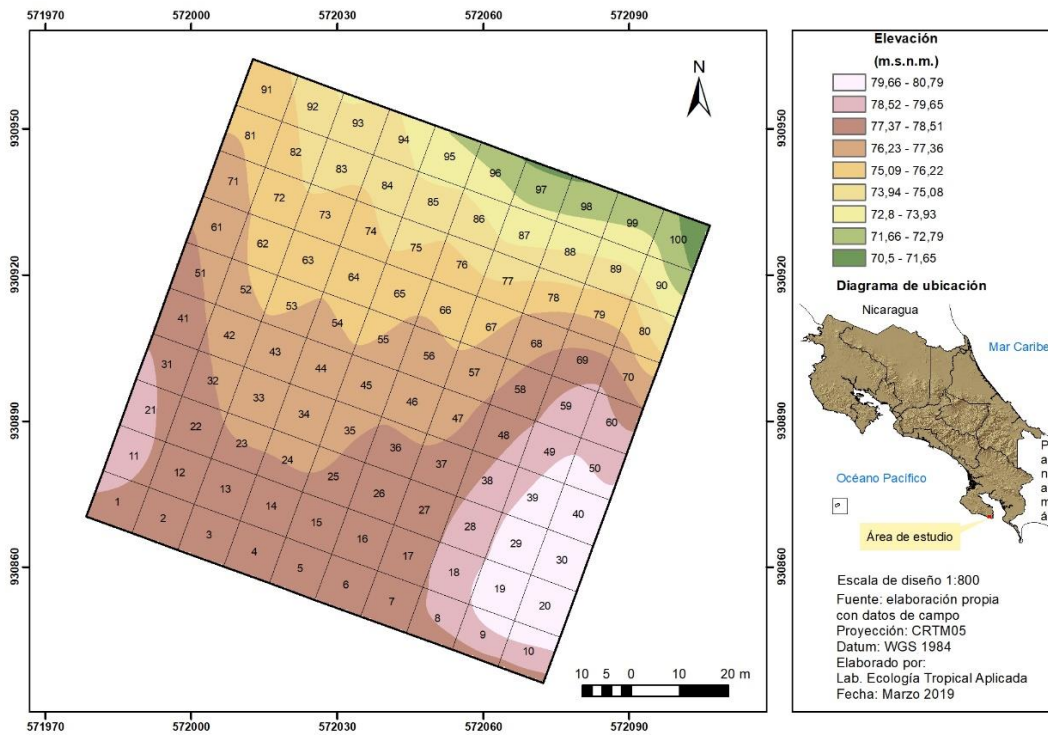 571970 572000 572030 572060 572090
930950
930920
930890
930860
N
91 92 93 94 95 96 97 98 99 100
81 82 83 84 85 86 87 88 89 90
71 72 73 74 75 76 77 78 79 80
61 62 63 64 65 66 67 68 69 70
51 52 53 54 55 56 57 58 59 60
41 42 43 44 45 46 47 48 49 50
31 32 33 34 35 36 37 38 39 40
21 22 23 24 25 26 27 28 29 30
11 12 13 14 15 16 17 18 19 20
1 2 3 4 5 6 7 8 9 10
10 5 0 10 20 m
930950
930920
930890
930860
571970 572000 572030 572060 572090
Elevación
(m.s.n.m.)
79,66 - 80,79
78,52 - 79,65
77,37 - 78,51
76,23 - 77,36
75,09 - 76,22
73,94 - 75,08
72,8 - 73,93
71,66 - 72,79
70,5 - 71,65
Diagrama de ubicación
Nicaragua
Mar Caribe
P
a
n
a
m
á
Océano Pacífico
Área de estudio
Escala de diseño 1:800
Fuente: elaboración propia
con datos de campo
Proyección: CRTM05
Datum: WGS 1984
Elaborado por:
Lab. Ecología Tropical Aplicada
Fecha: Marzo 2019